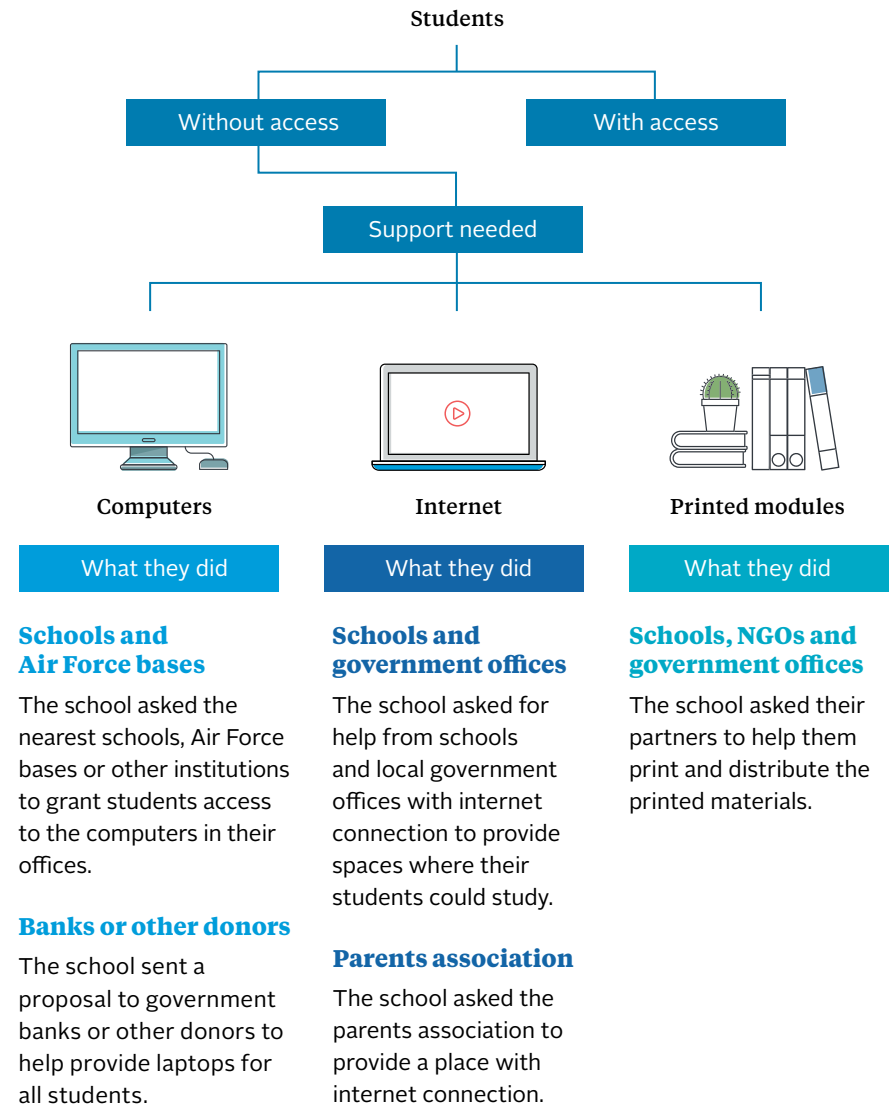 Students
Without access
With access
Support needed
Computers
Internet
Printed modules
What they did
Schools and
Air Force bases
The school asked the
nearest schools, Air Force
bases or other institutions
to grant students access
to the computers in their
offices.
Banks or other donors
The school sent a
proposal to government
banks or other donors to
help provide laptops for
all students.
What they did
Schools and
government offices
The school asked for
help from schools
and local government
offices with internet
connection to provide
spaces where their
students could study.
Parents association
The school asked the
parents association to
provide a place with
internet connection.
What they did
Schools, NGOs and
government offices
The school asked their
partners to help them
print and distribute the
printed materials.